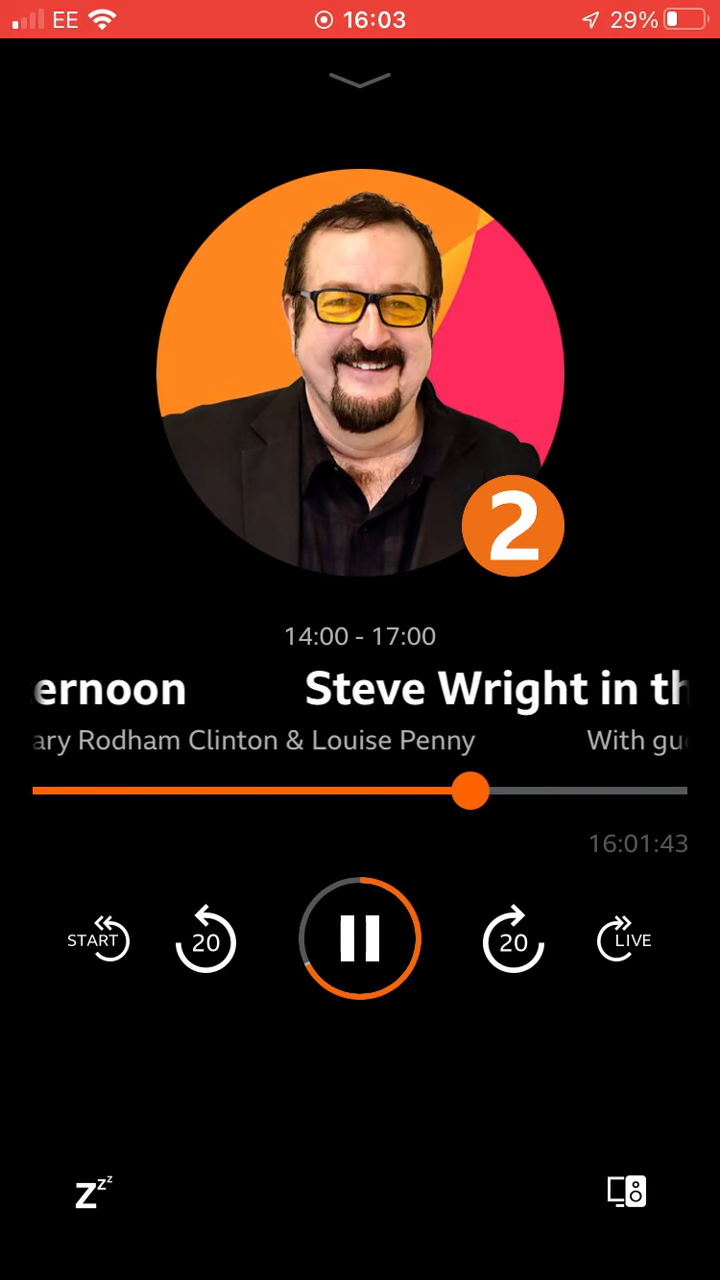 EE 16:03 29%
2
14:00 - 17:00
ernoon Steve Wright in th
ary Rodham Clinton & Louise Penny With gu
16:01:43
START 20 20 LIVE
Zzz